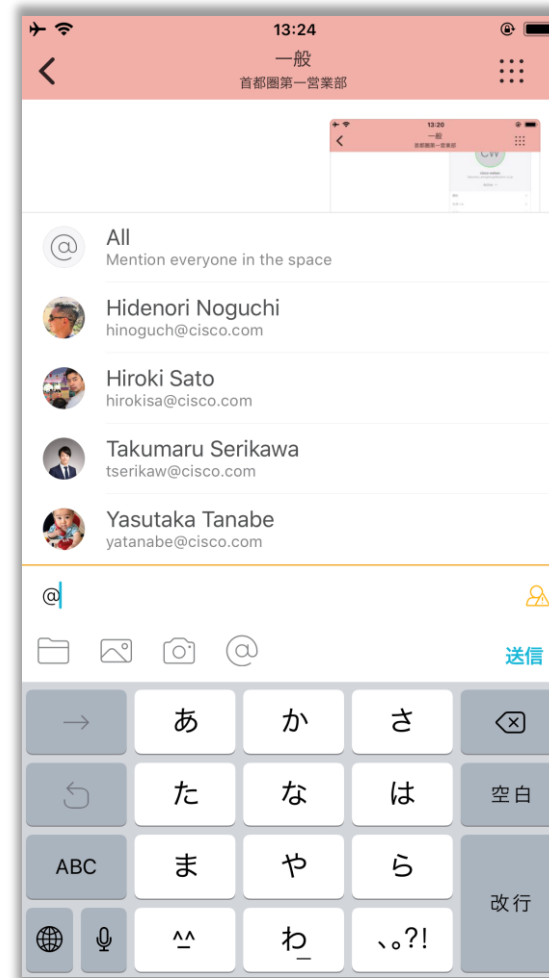 13:24
一般
首都圏第一営業部
13:20
一般
首都圏第一営業部
CW
@
All
Mention everyone in the space
Hidenori Noguchi
hinoguch@cisco.com
Hiroki Sato
hirokisa@cisco.com
Takumaru Serikawa
tserikaw@cisco.com
Yasutaka Tanabe
yatanabe@cisco.com
@
@
送信
→ あ か さ
た な は 空白
ABC ま や ら
改行
^^ わ_ 、。?!